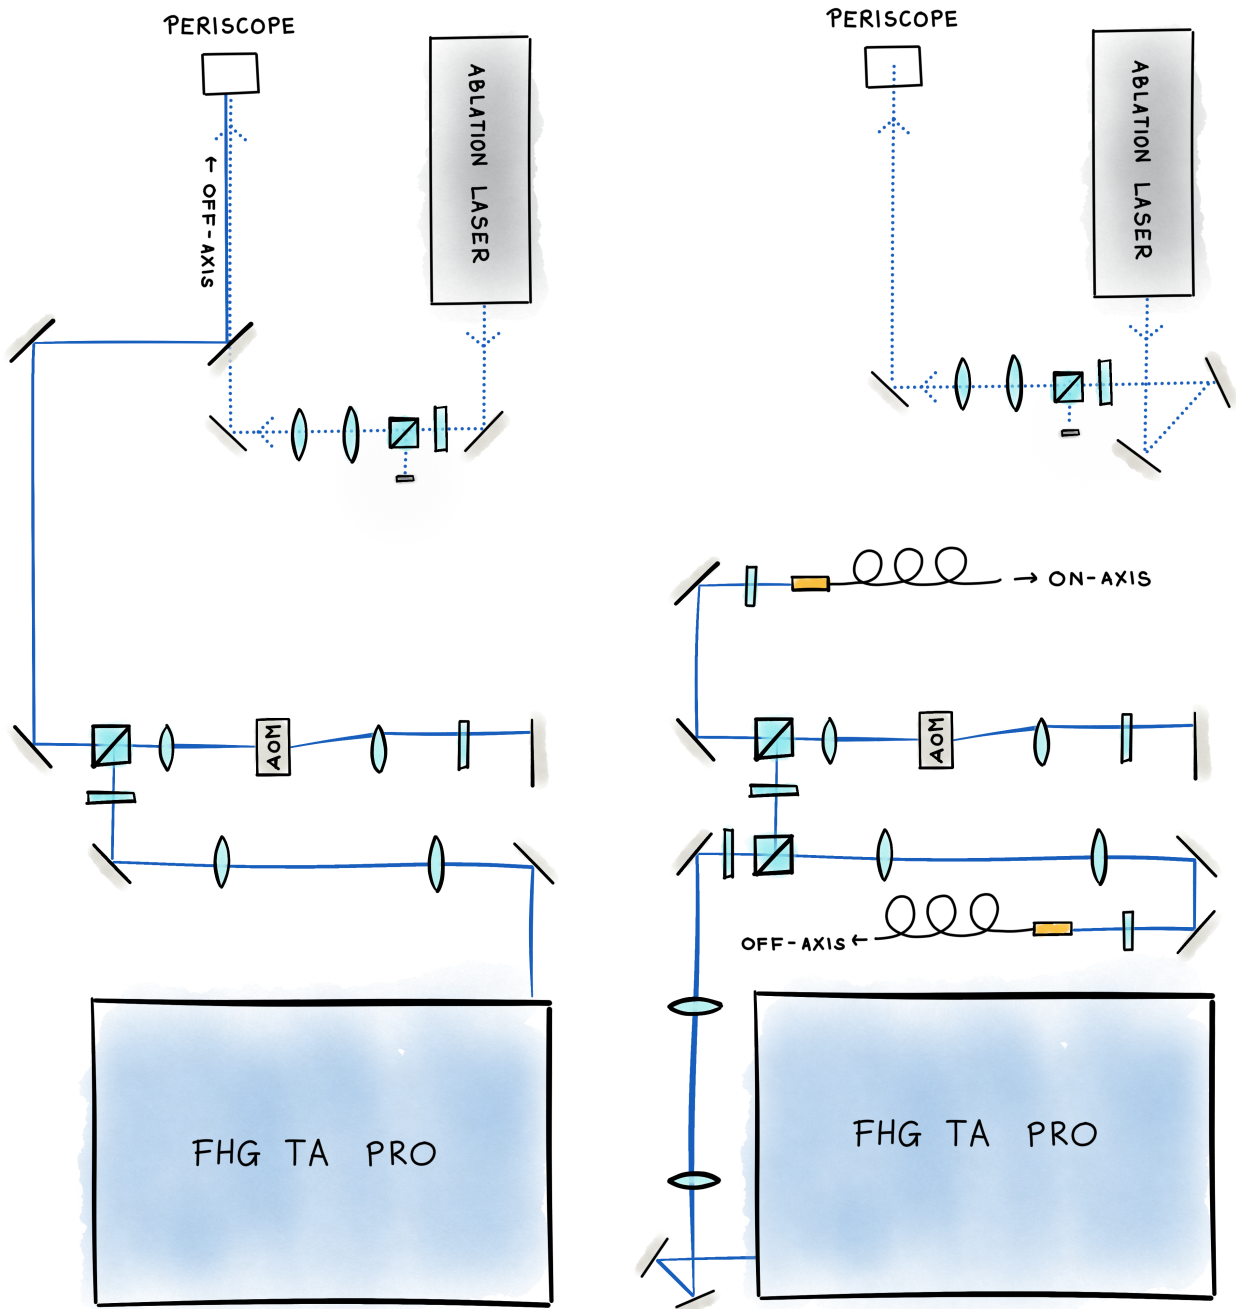 PERISCOPE
ABLATION LASER
← OFF-AXIS
AOM
FHG TA PRO
PERISCOPE
ABLATION LASER
→ ON-AXIS
AOM
OFF-AXIS ←
FHG TA PRO